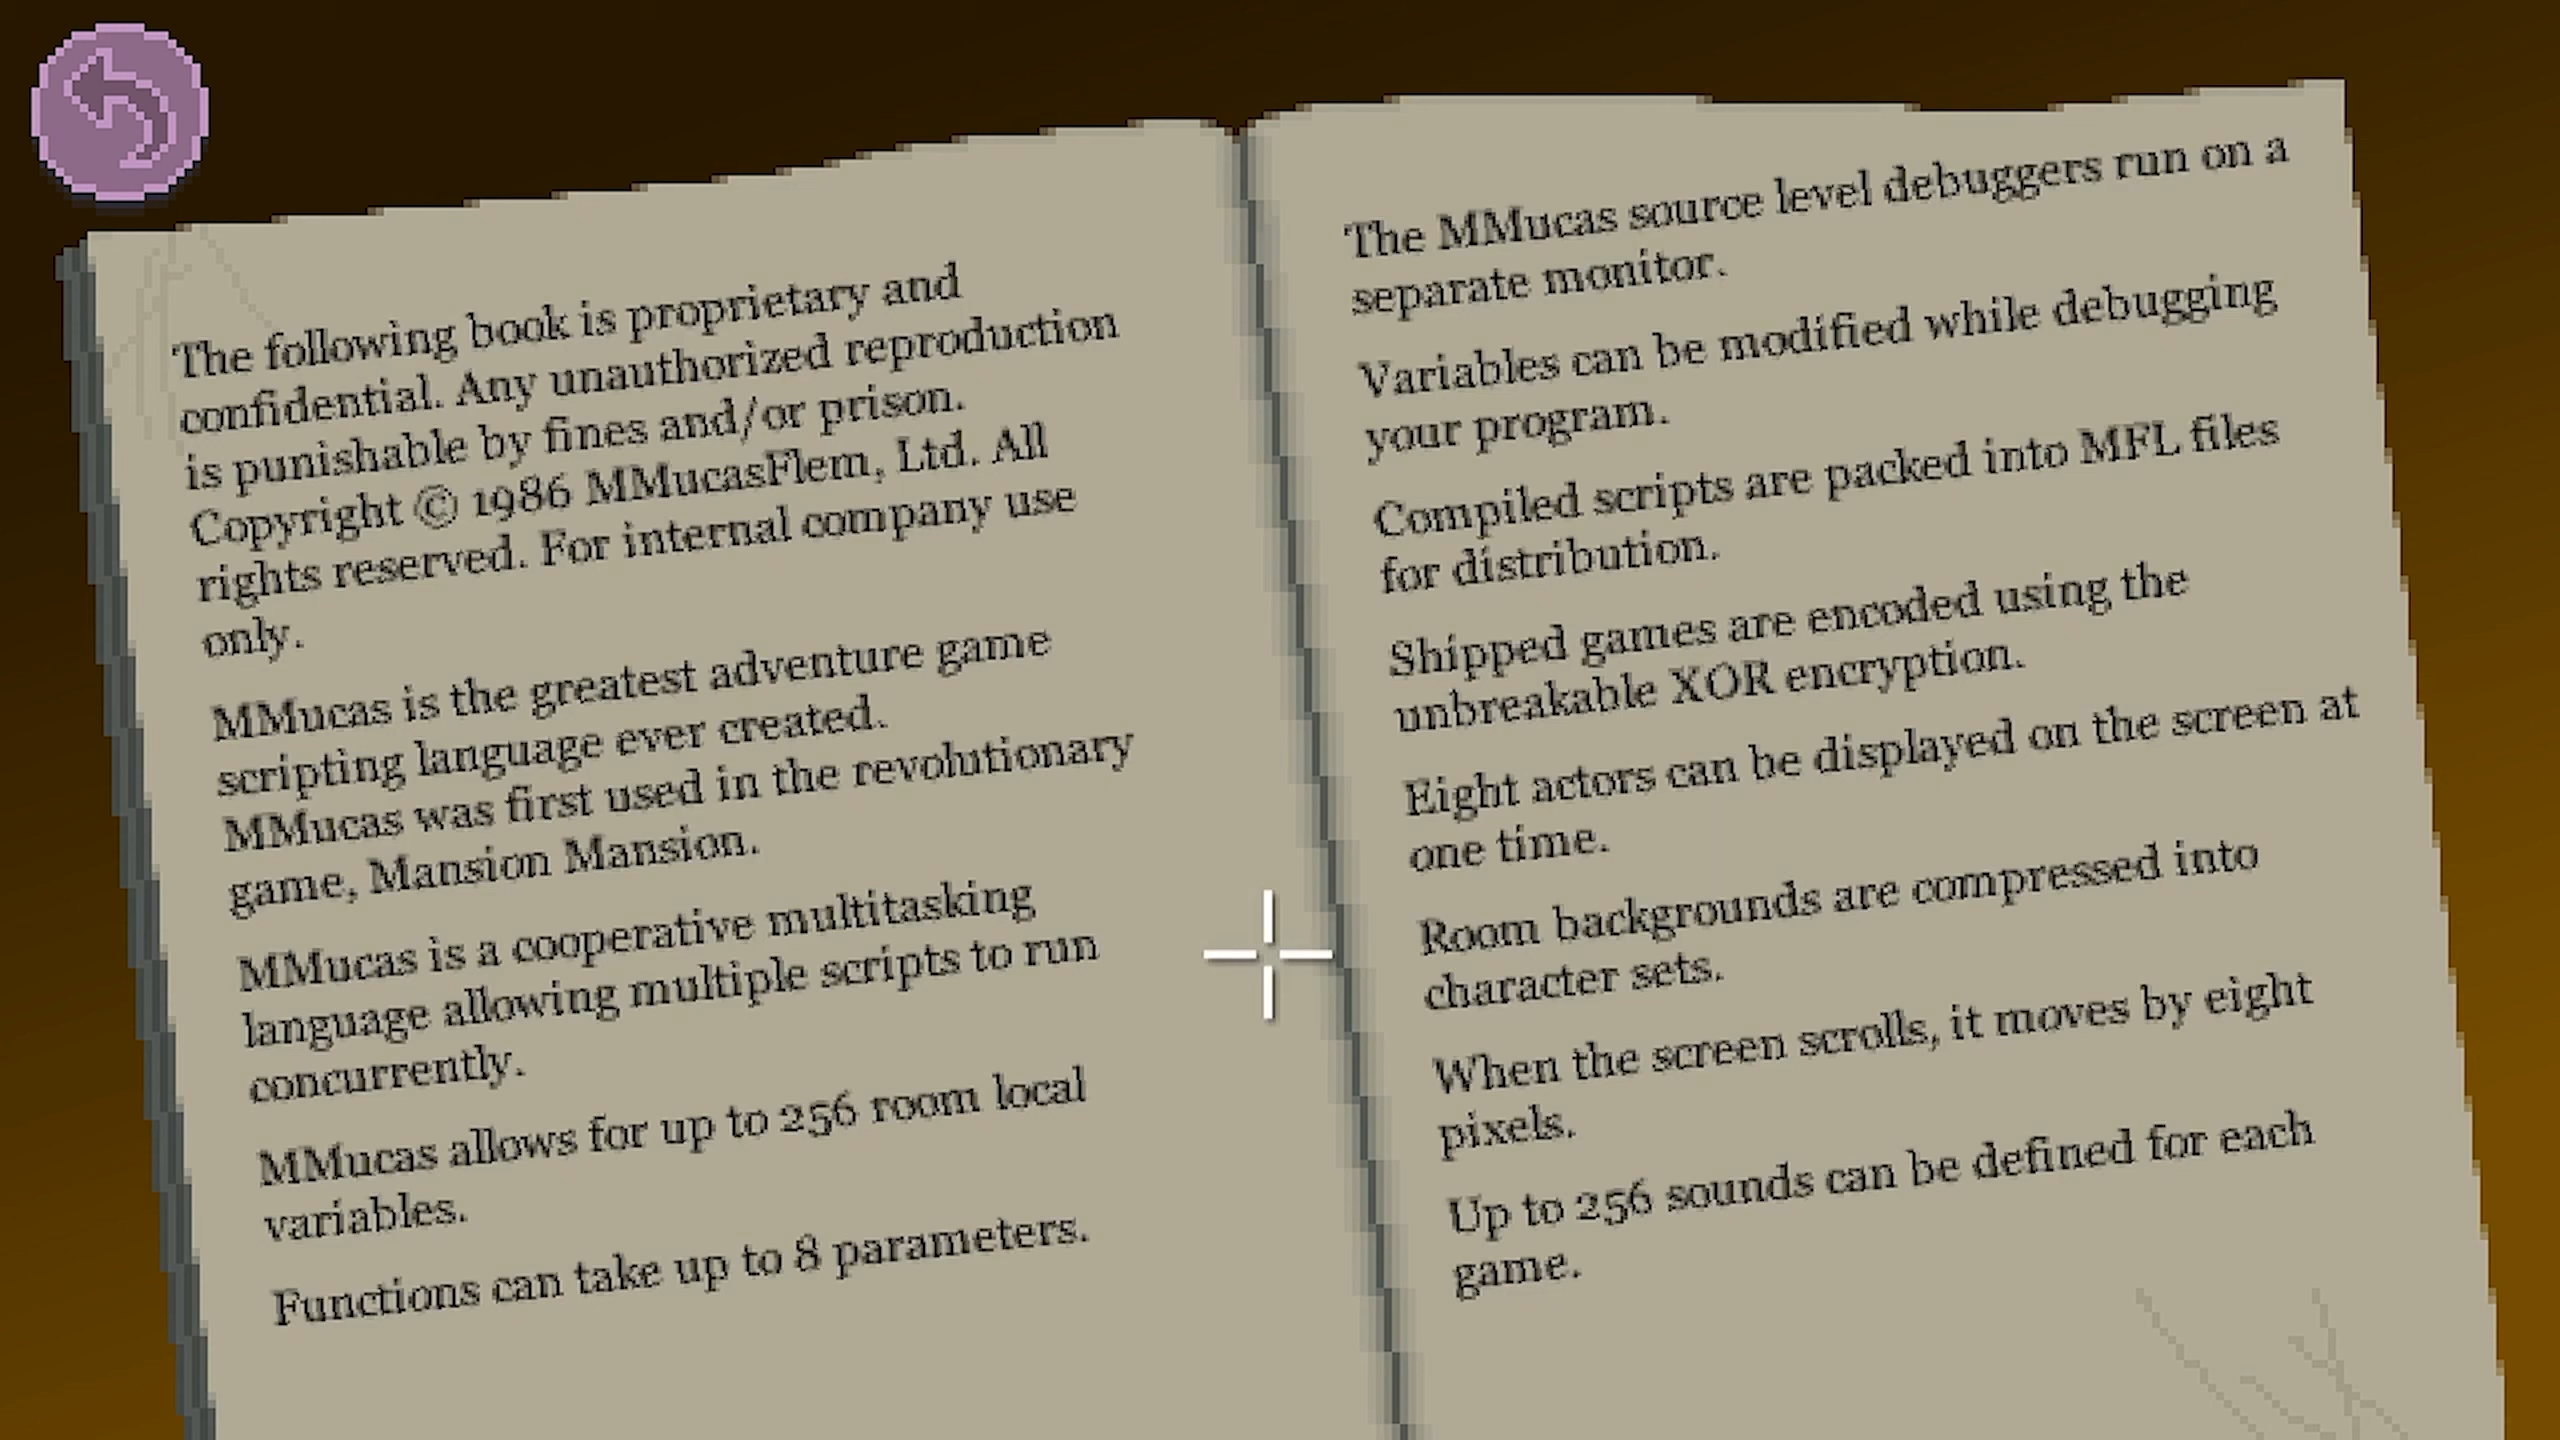 The following book is proprietary and
confidential. Any unauthorized reproduction
is punishable by fines and/or prison.
Copyright © 1986 MMucasFlem, Ltd. All
rights reserved. For internal company use
only.
MMucas is the greatest adventure game
scripting language ever created.
MMucas was first used in the revolutionary
game, Mansion Mansion.
MMucas is a cooperative multitasking
language allowing multiple scripts to run
concurrently.
MMucas allows for up to 256 room local
variables.
Functions can take up to 8 parameters.
The MMucas source level debuggers run on a
separate monitor.
Variables can be modified while debugging
your program.
Compiled scripts are packed into MFL files
for distribution.
Shipped games are encoded using the
unbreakable XOR encryption.
Eight actors can be displayed on the screen at
one time.
Room backgrounds are compressed into
character sets.
When the screen scrolls, it moves by eight
pixels.
Up to 256 sounds can be defined for each
game.